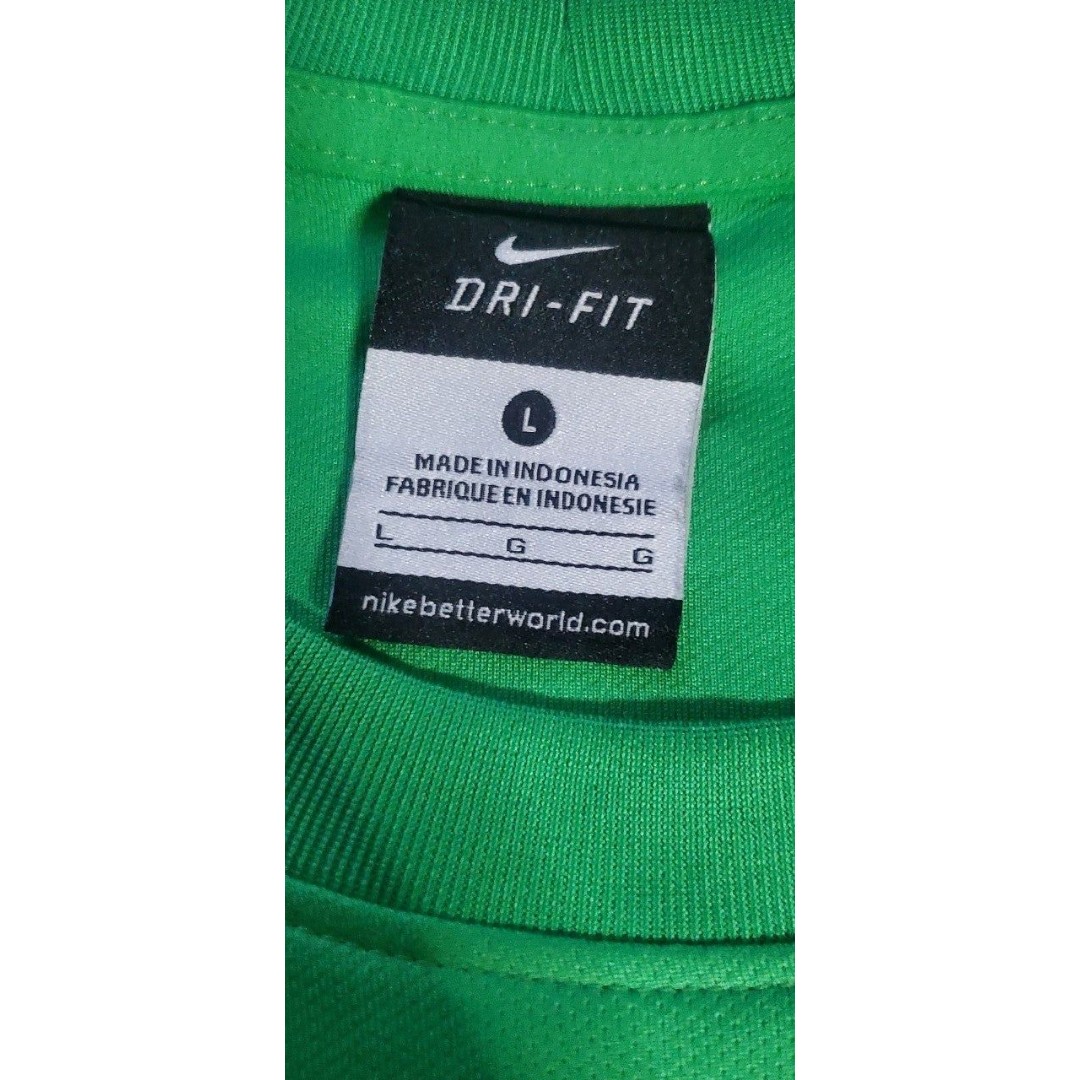 DRI-FIT
L
MADE IN INDONESIA
FABRIQUE EN INDONESIE
L G G
nikebetterworld.com